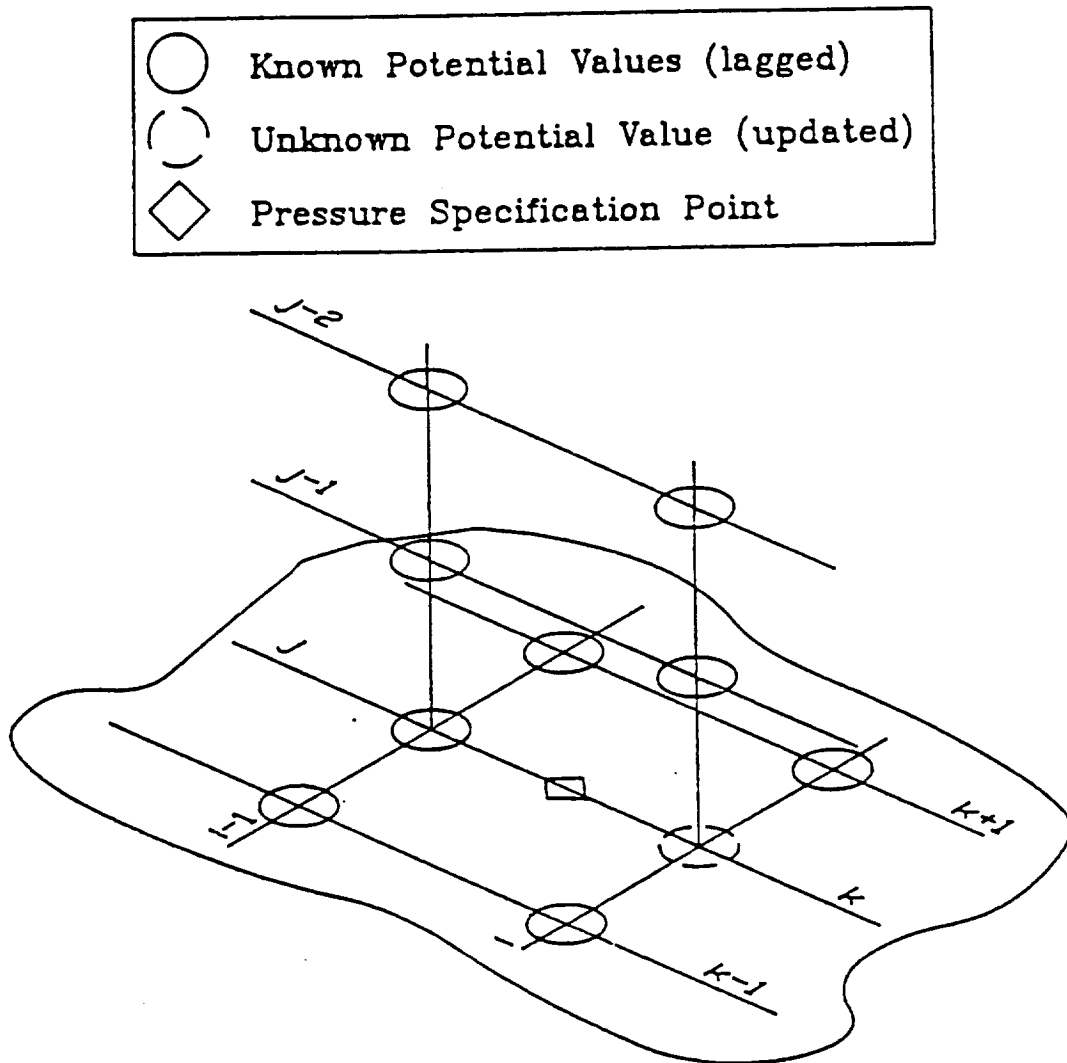 Known Potential Values (lagged)
Unknown Potential Value (updated)
Pressure Specification Point
J-2
J-1
J
I-1
K+1
K
I
K-1